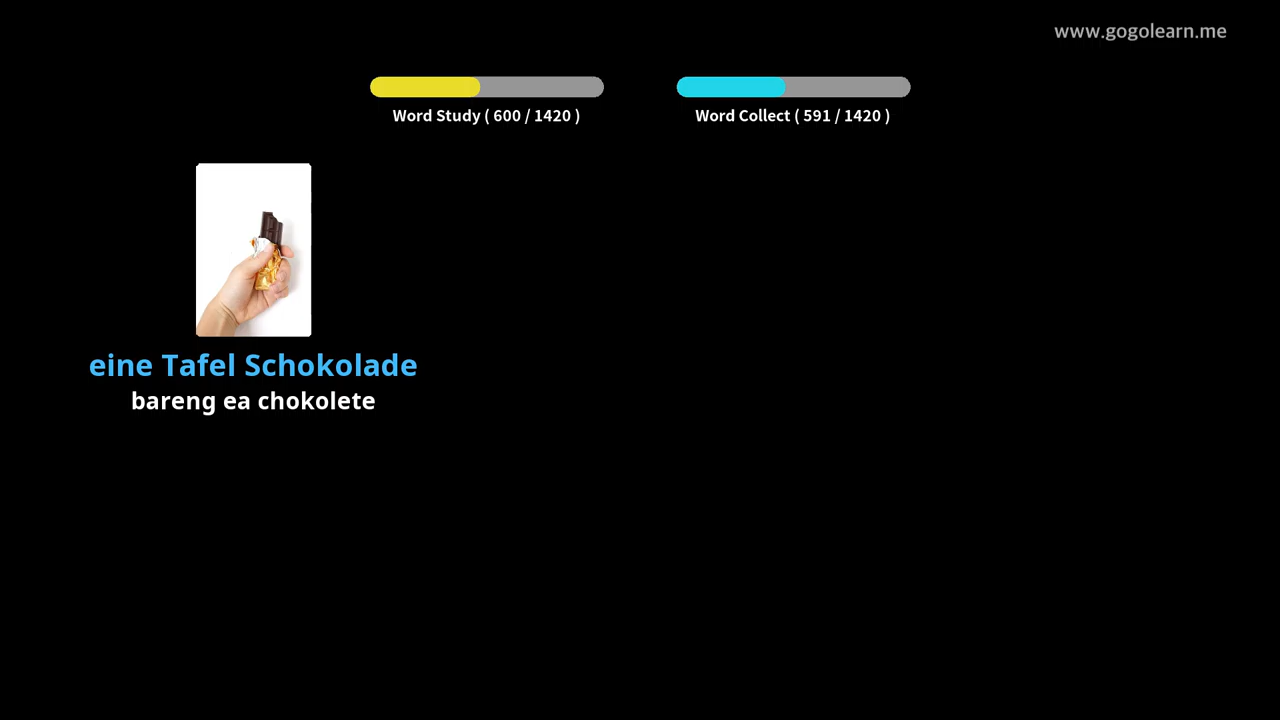 www.gogolearn.me
Word Study ( 600 / 1420 )
Word Collect ( 591 / 1420 )
eine Tafel Schokolade
bareng ea chokolete